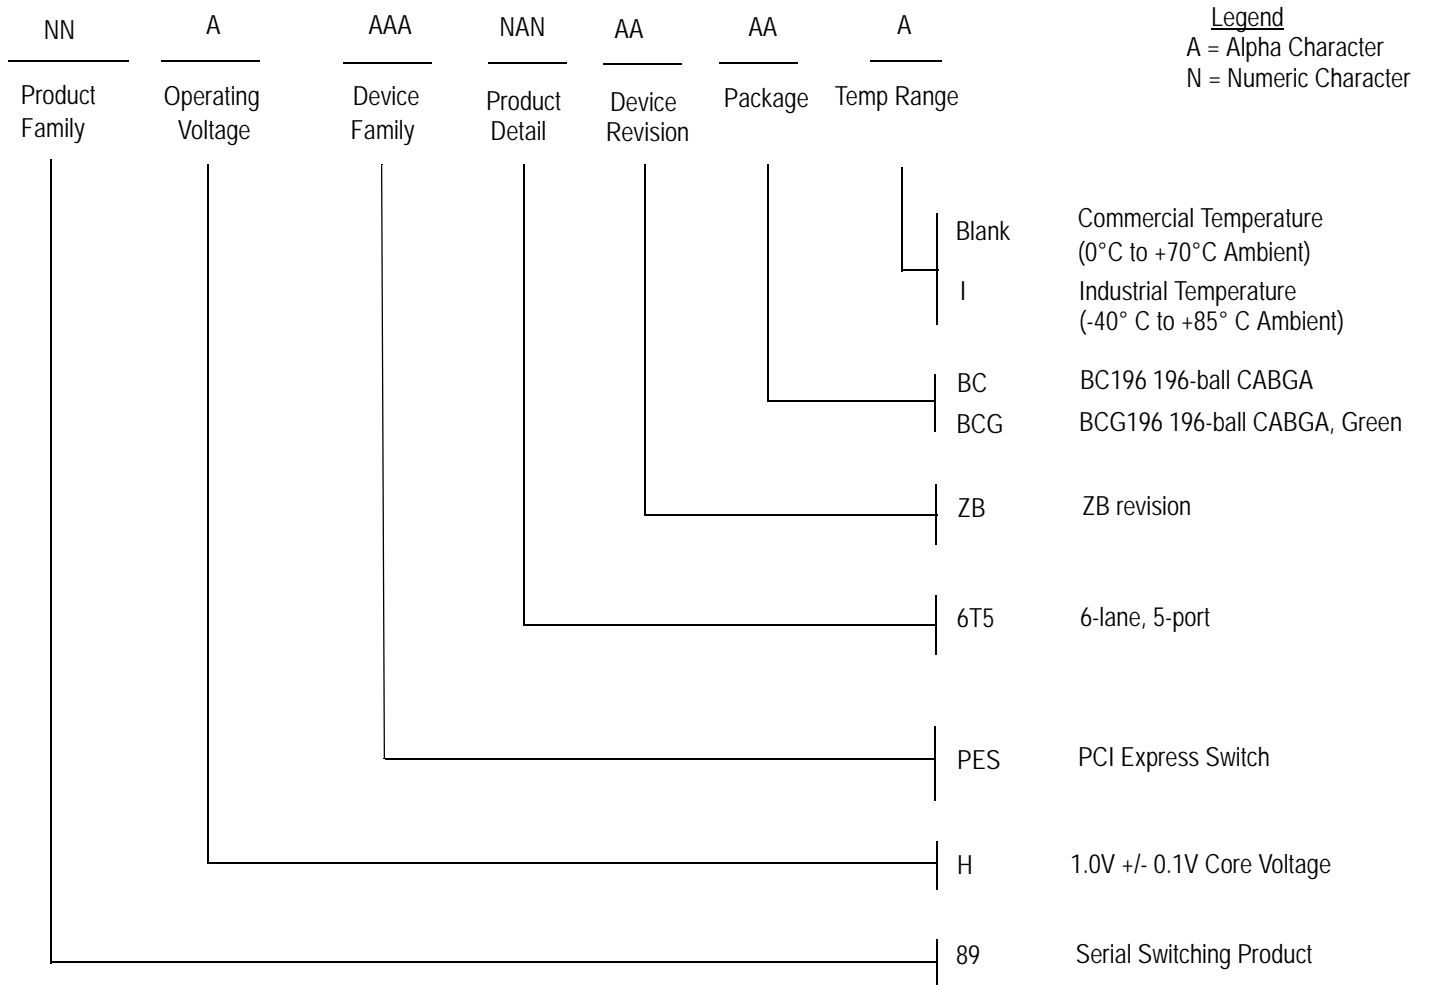 NN A AAA NAN AA AA A
Legend
A = Alpha Character
N = Numeric Character
Product Family
Operating Voltage
Device Family
Product Detail
Device Revision
Package
Temp Range
Blank Commercial Temperature
(0°C to +70°C Ambient)
I Industrial Temperature
(-40° C to +85° C Ambient)
BC BC196 196-ball CABGA
BCG BCG196 196-ball CABGA, Green
ZB ZB revision
6T5 6-lane, 5-port
PES PCI Express Switch
H 1.0V +/- 0.1V Core Voltage
89 Serial Switching Product